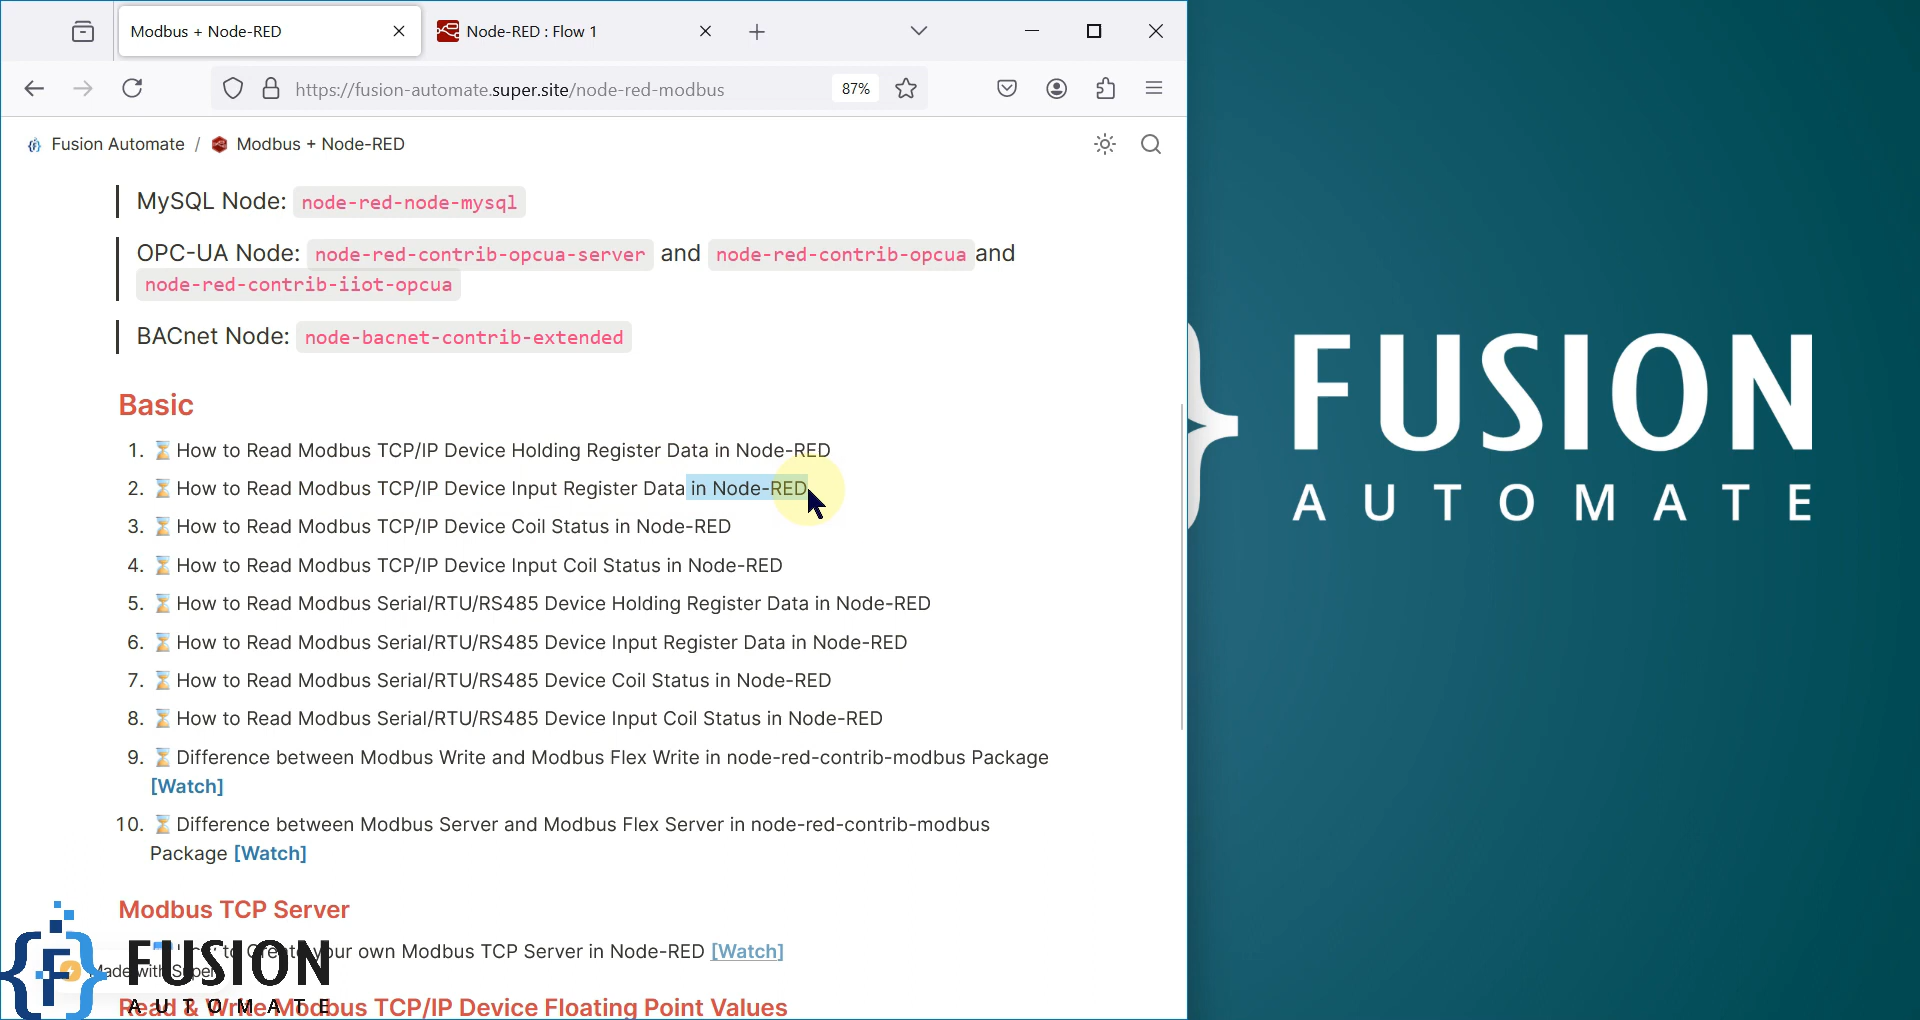 Modbus + Node-RED
Node-RED : Flow 1
https://fusion-automate.super.site/node-red-modbus
87%
Fusion Automate / Modbus + Node-RED
MySQL Node: node-red-node-mysql
OPC-UA Node: node-red-contrib-opcua-server and node-red-contrib-opcua and
node-red-contrib-iiot-opcua
BACnet Node: node-bacnet-contrib-extended
Basic
1. ⌛How to Read Modbus TCP/IP Device Holding Register Data in Node-RED
2. ⌛How to Read Modbus TCP/IP Device Input Register Data in Node-RED
3. ⌛How to Read Modbus TCP/IP Device Coil Status in Node-RED
4. ⌛How to Read Modbus TCP/IP Device Input Coil Status in Node-RED
5. ⌛How to Read Modbus Serial/RTU/RS485 Device Holding Register Data in Node-RED
6. ⌛How to Read Modbus Serial/RTU/RS485 Device Input Register Data in Node-RED
7. ⌛How to Read Modbus Serial/RTU/RS485 Device Coil Status in Node-RED
8. ⌛How to Read Modbus Serial/RTU/RS485 Device Input Coil Status in Node-RED
9. ⌛Difference between Modbus Write and Modbus Flex Write in node-red-contrib-modbus Package
[Watch]
10. ⌛Difference between Modbus Server and Modbus Flex Server in node-red-contrib-modbus
Package [Watch]
Modbus TCP Server
to Create your own Modbus TCP Server in Node-RED [Watch]
Made with Super
Read & Write Modbus TCP/IP Device Floating Point Values
FUSION
AUTOMATE
FUSION
AUTOMATE